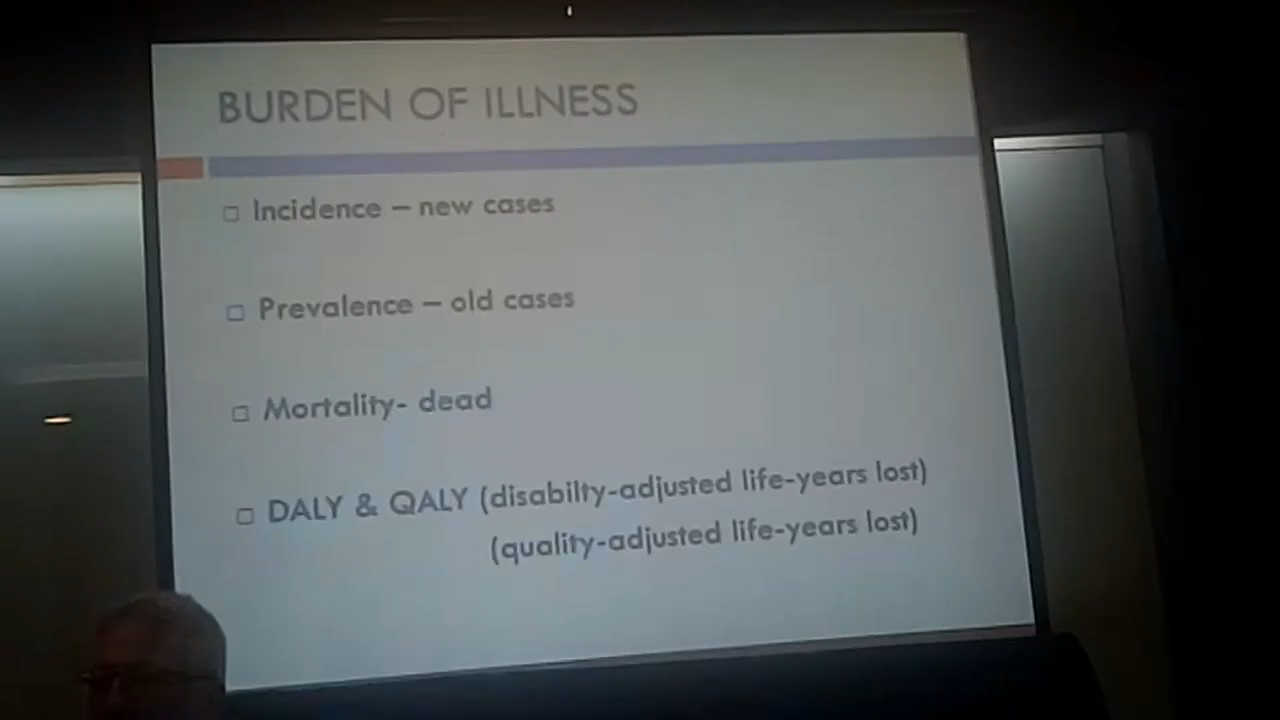 BURDEN OF ILLNESS
Incidence – new cases
Prevalence – old cases
Mortality- dead
DALY & QALY (disabilty-adjusted life-years lost)
(quality-adjusted life-years lost)